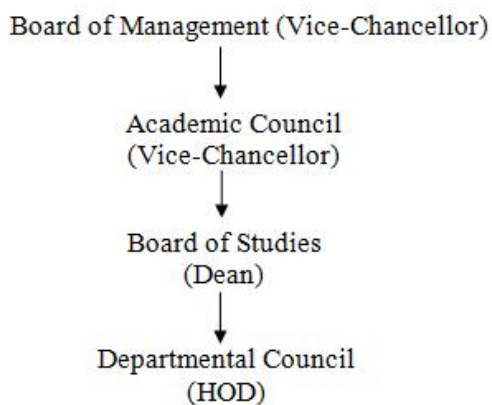 Board of Management (Vice-Chancellor)
Academic Council
(Vice-Chancellor)
Board of Studies
(Dean)
Departmental Council
(HOD)